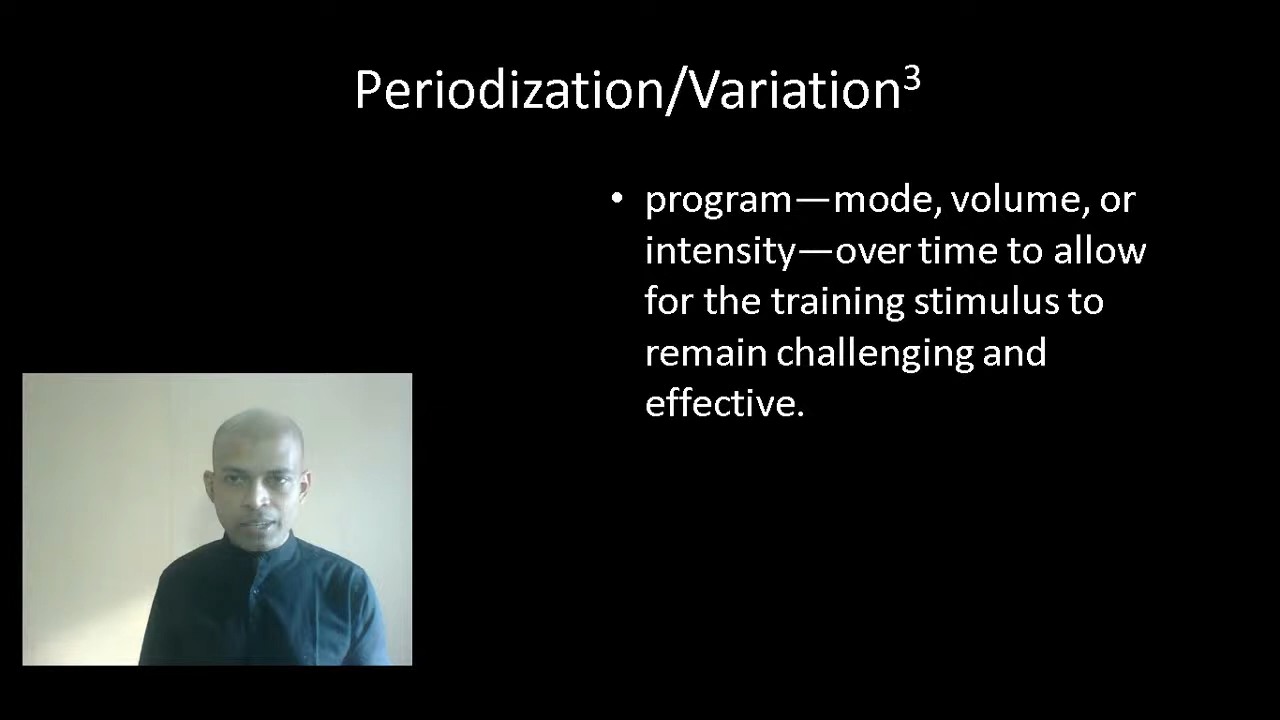 Periodization/Variation³
• program—mode, volume, or
intensity—over time to allow
for the training stimulus to
remain challenging and
effective.